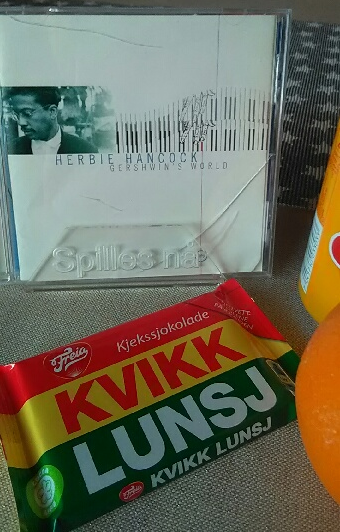 HERBIE HANCOCK
GERSHWIN'S WORLD
Spilles nå?
Freia
Kjekssjokolade
KVIKK
LUNSJ
KVIKK LUNSJ